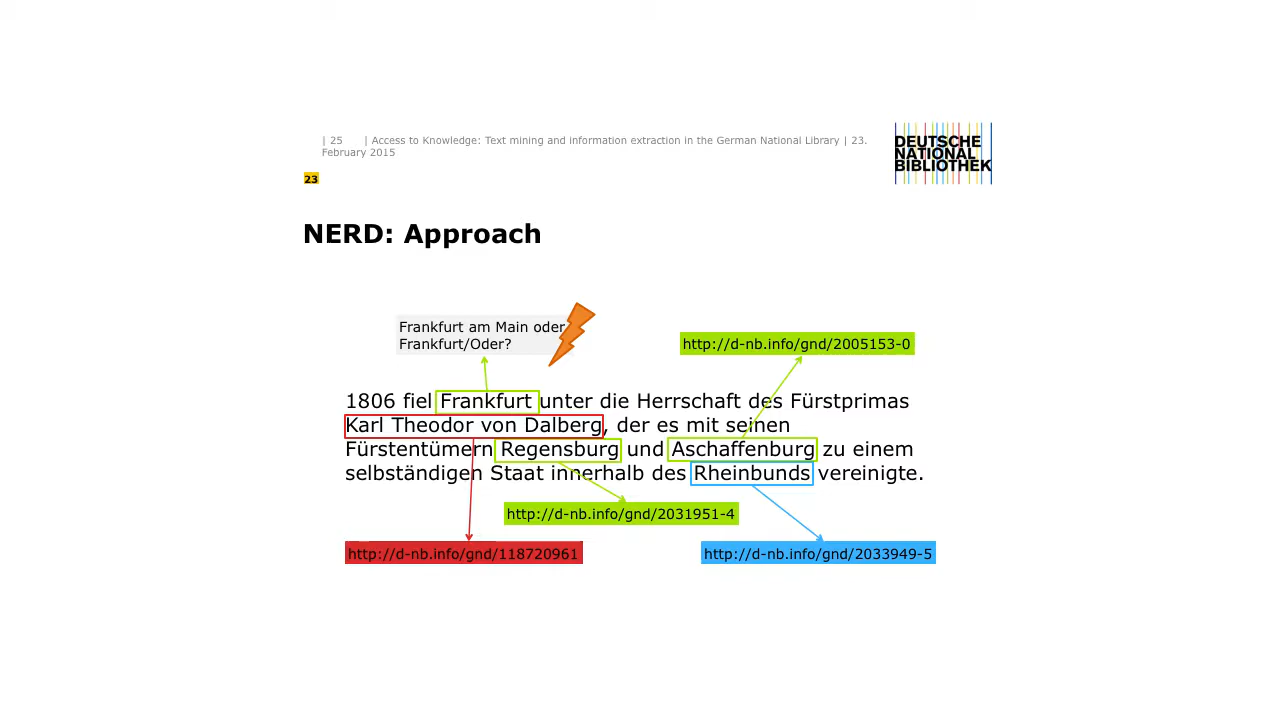 | 25 | Access to Knowledge: Text mining and information extraction in the German National Library | 23.
February 2015
DEUTSCHE
NATIONAL
BIBLIOTHEK
23
NERD: Approach
Frankfurt am Main oder
Frankfurt/Oder?
http://d-nb.info/gnd/2005153-0
1806 fiel Frankfurt unter die Herrschaft des Fürstprimas
Karl Theodor von Dalberg, der es mit seinen
Fürstentümern Regensburg und Aschaffenburg zu einem
selbständigen Staat innerhalb des Rheinbunds vereinigte.
http://d-nb.info/gnd/2031951-4
http://d-nb.info/gnd/118720961
http://d-nb.info/gnd/2033949-5